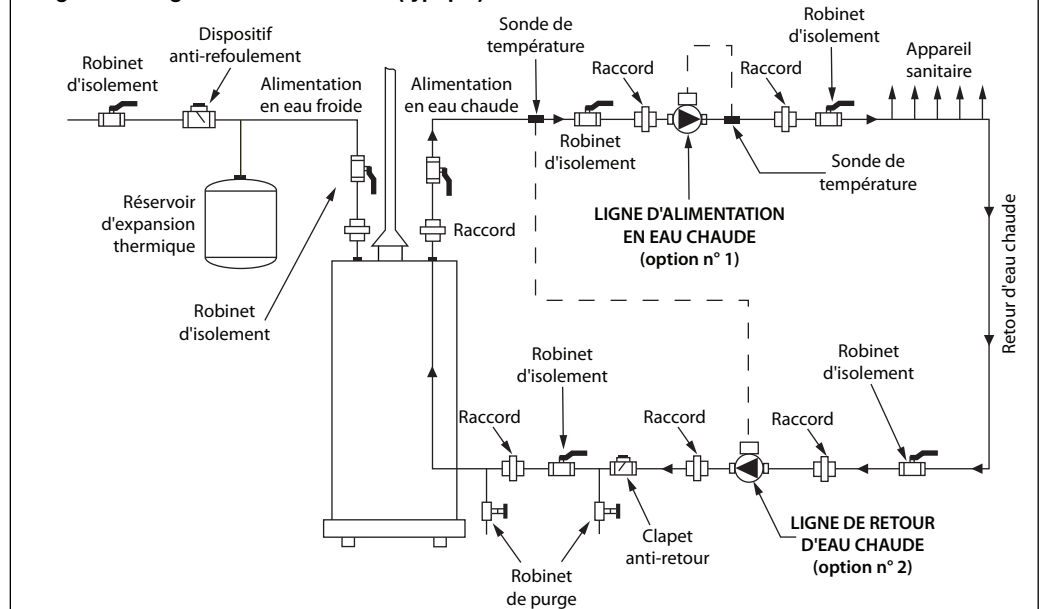 Robinet
d'isolement
Dispositif
anti-refoulement
Alimentation
en eau froide
Alimentation
en eau chaude
Sonde de
température
Raccord
Robinet
d'isolement
Raccord
Robinet
d'isolement
Appareil
sanitaire
Sonde de
température
Réservoir
d'expansion
thermique
Raccord
LIGNE D'ALIMENTATION
EN EAU CHAUDE
(option n° 1)
Retour d'eau chaude
Robinet
d'isolement
Raccord
Robinet
d'isolement
Raccord
Raccord
Robinet
d'isolement
Robinet
de purge
Clapet
anti-retour
LIGNE DE RETOUR
D'EAU CHAUDE
(option n° 2)